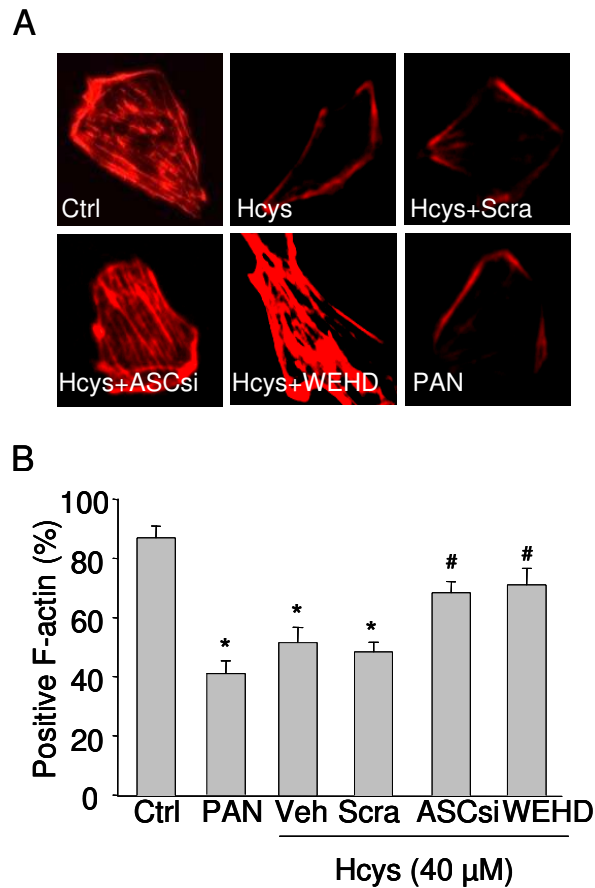 A
Ctrl
Hcys
Hcys+Scra
Hcys+ASCsi
Hcys+WEHD
PAN
B
Positive F-actin (%)
100
80
60
40
20
0
*
*
*
#
#
Ctrl PAN Veh Scra ASCsi WEHD
Hcys (40 µM)